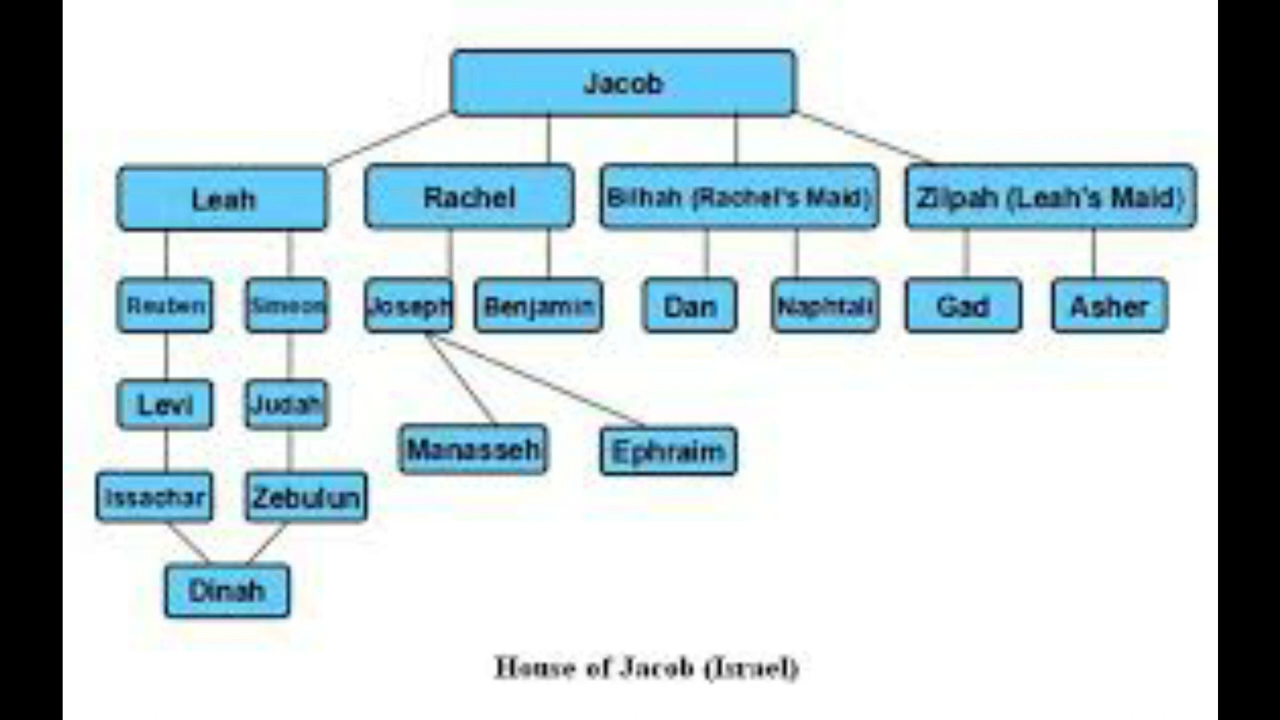 Jacob
Leah
Rachel
Bilhah (Rachel's Maid)
Zilpah (Leah's Maid)
Reuben
Simeon
Joseph
Benjamin
Dan
Naphtali
Gad
Asher
Levi
Judah
Manasseh
Ephraim
Issachar
Zebulun
Dinah
House of Jacob (Israel)